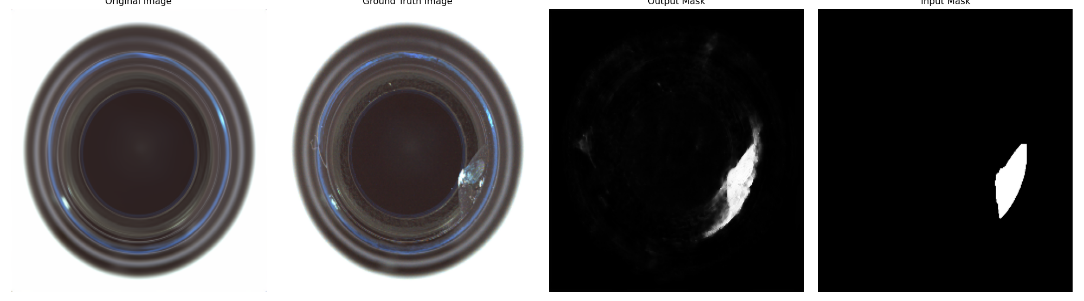 Original Image
Ground Truth Image
Output Mask
Input Mask